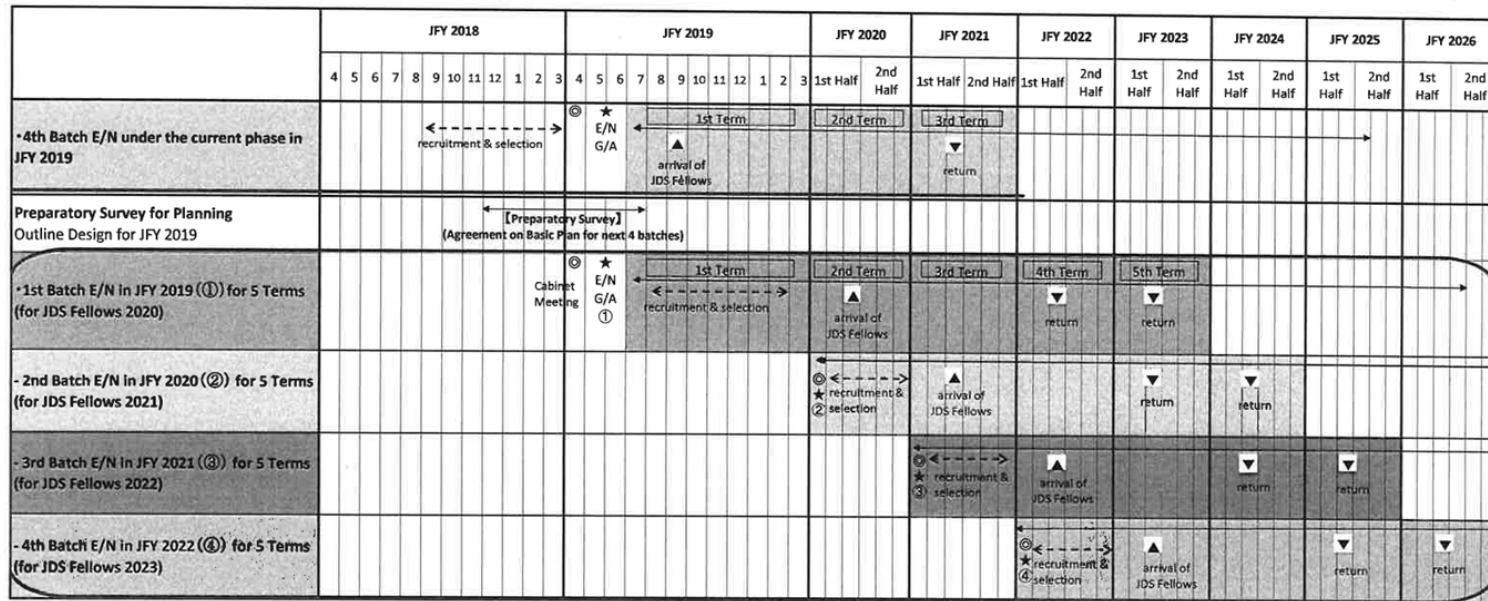 JFY 2018 JFY 2019 JFY 2020 JFY 2021 JFY 2022 JFY 2023 JFY 2024 JFY 2025 JFY 2026
4 5 6 7 8 9 10 11 12 1 2 3 4 5 6 7 8 9 10 11 12 1 2 3 1st Half 2nd Half 1st Half 2nd Half 1st Half 2nd Half 1st Half 2nd Half 1st Half 2nd Half 1st Half 2nd Half 1st Half 2nd Half
・4th Batch E/N under the current phase in
JFY 2019
recruitment & selection
◎ ★
E/N
G/A
1st Term 2nd Term 3rd Term
▲ ▼
arrival of
JDS Fellows
return
Preparatory Survey for Planning
Outline Design for JFY 2019
【Preparatory Survey】
(Agreement on Basic Plan for next 4 batches)
・1st Batch E/N in JFY 2019(①) for 5 Terms
(for JDS Fellows 2020)
◎ ★
Cabinet
Meeting
E/N
G/A
①
1st Term 2nd Term 3rd Term 4th Term 5th Term
recruitment & selection
▲ ▼ ▼
arrival of
JDS Fellows
return return
- 2nd Batch E/N in JFY 2020(②) for 5 Terms
(for JDS Fellows 2021)
◎
★ recruitment &
② selection
▲ ▼ ▼
arrival of
JDS Fellows
return return
- 3rd Batch E/N in JFY 2021(③) for 5 Terms
(for JDS Fellows 2022)
◎
★ recruitment &
③ selection
▲ ▼ ▼
arrival of
JDS Fellows
return return
- 4th Batch E/N in JFY 2022(④) for 5 Terms
(for JDS Fellows 2023)
◎
★ recruitment &
④ selection
▲ ▼ ▼
arrival of
JDS Fellows
return return